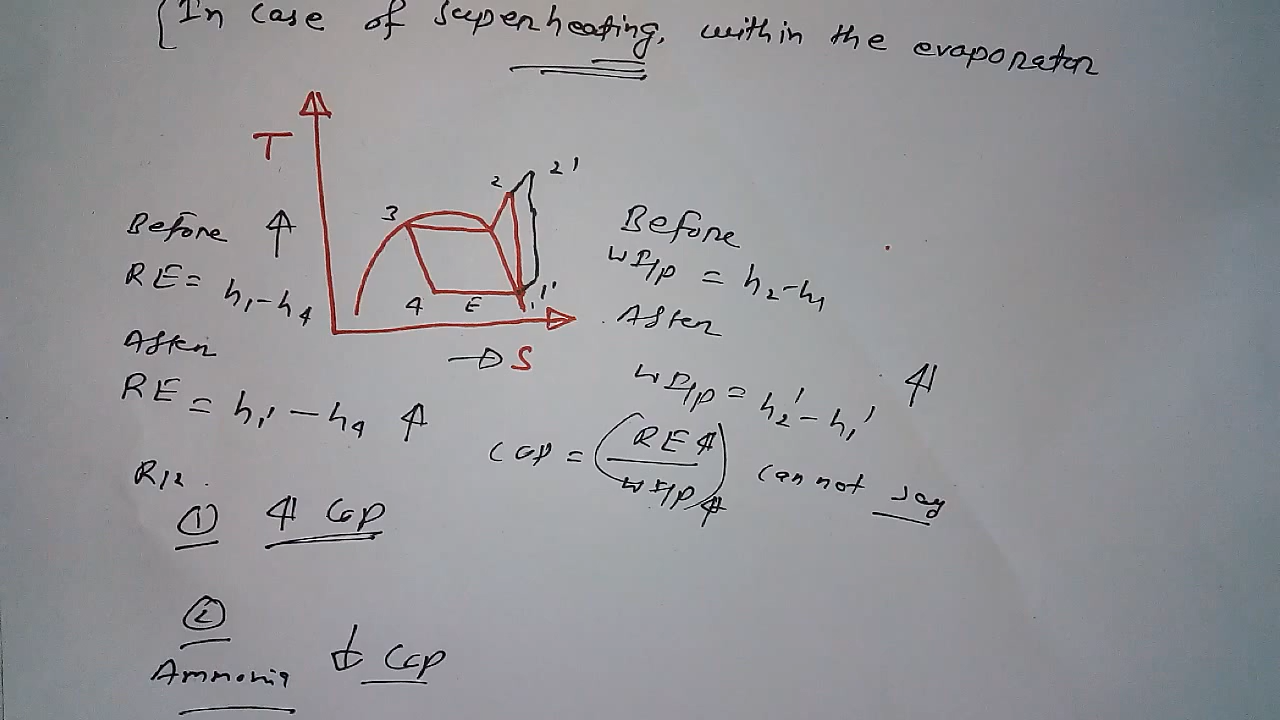 In case of superheating, within the evaporator
T
2'
2
3
4
E
1
1'
→ S
Before ↑
RE = h1 - h4
After
RE = h1' - h4 ↑
Before
WI/p = h2 - h1
After
WI/p = h2' - h1' ↑
COP = (RE↑ / WI/p↑) can not say
R12.
① ↑ COP
②
Ammonia ↓ COP